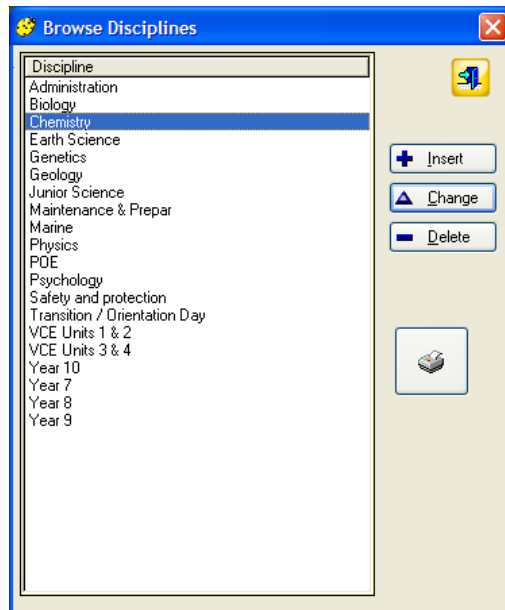 Browse Disciplines
Discipline
Administration
Biology
Chemistry
Earth Science
Genetics
Geology
Junior Science
Maintenance & Prepar
Marine
Physics
POE
Psychology
Safety and protection
Transition / Orientation Day
VCE Units 1 & 2
VCE Units 3 & 4
Year 10
Year 7
Year 8
Year 9
Insert
Change
Delete